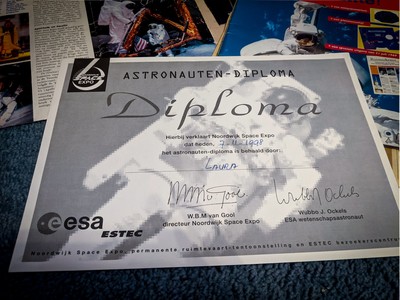 SPACE
EXPO
ASTRONAUTEN-DIPLOMA
Diploma
Hierbij verklaart Noordwijk Space Expo
dat heden, 7-11-1998
het astronauten-diploma is behaald door:
LAURA
W.B.M van Gool
directeur Noordwijk Space Expo
Wubbo J. Ockels
ESA-wetenschapsastronaut
esa
ESTEC
Noordwijk Space Expo, permanente ruimtevaarttentoonstelling en ESTEC bezoekerscentrum